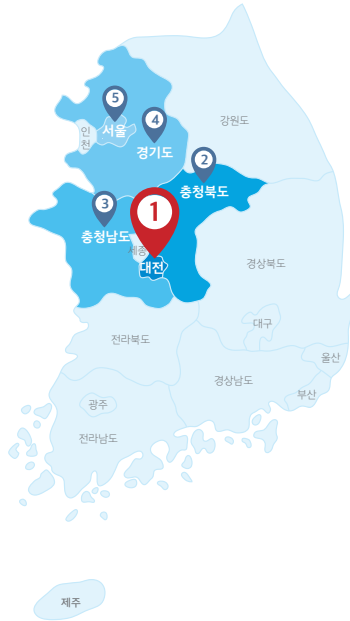 5
서울
인
천
4
경기도
강원도
2
충청북도
3
충청남도
1
세종
대전
경상북도
대구
전라북도
울산
경상남도
부산
광주
전라남도
제주